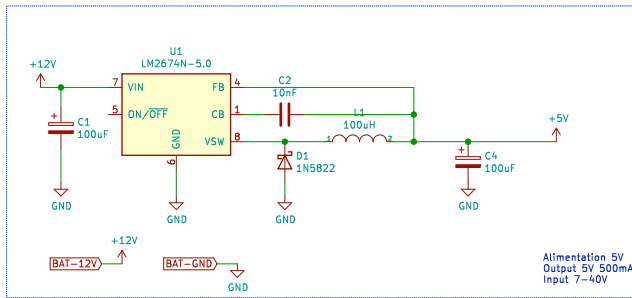 U1
LM2674N-5.0
+12V
7
VIN
FB
4
C2
10nF
5
ON/OFF
CB
1
L1
100uH
GND
VSW
8
1
2
+5V
C1
100uF
+
6
D1
1N5822
+
C4
100uF
GND
GND
GND
GND
+12V
BAT-12V
BAT-GND
GND
Alimentation 5V
Output 5V 500mA
Input 7-40V